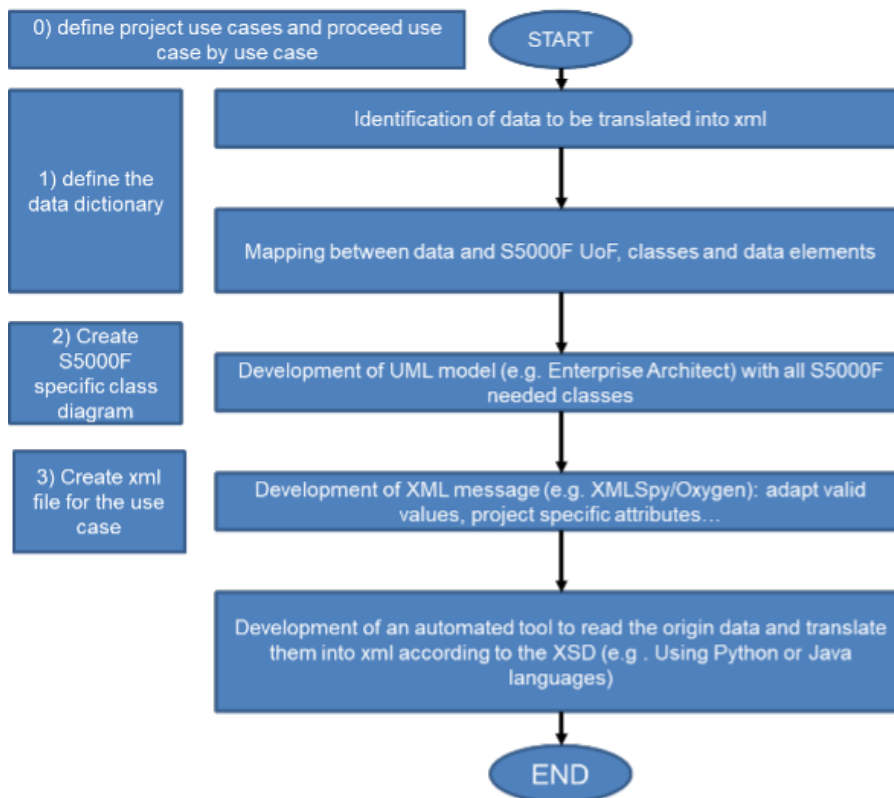 0) define project use cases and proceed use
case by use case
START
1) define the
data dictionary
Identification of data to be translated into xml
Mapping between data and S5000F UoF, classes and data elements
2) Create
S5000F
specific class
diagram
Development of UML model (e.g. Enterprise Architect) with all S5000F
needed classes
3) Create xml
file for the use
case
Development of XML message (e.g. XMLSpy/Oxygen): adapt valid
values, project specific attributes…
Development of an automated tool to read the origin data and translate
them into xml according to the XSD (e.g . Using Python or Java
languages)
END